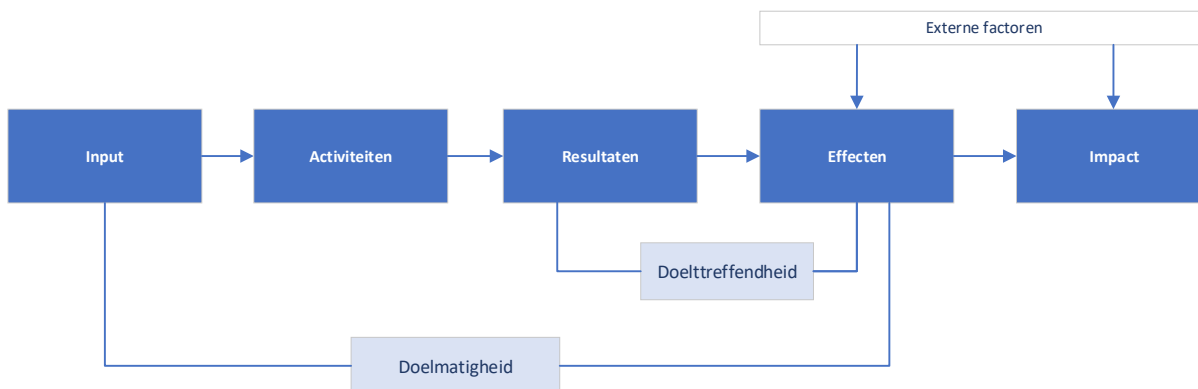 Externe factoren
Input
Activiteiten
Resultaten
Effecten
Impact
Doelttreffendheid
Doelmatigheid